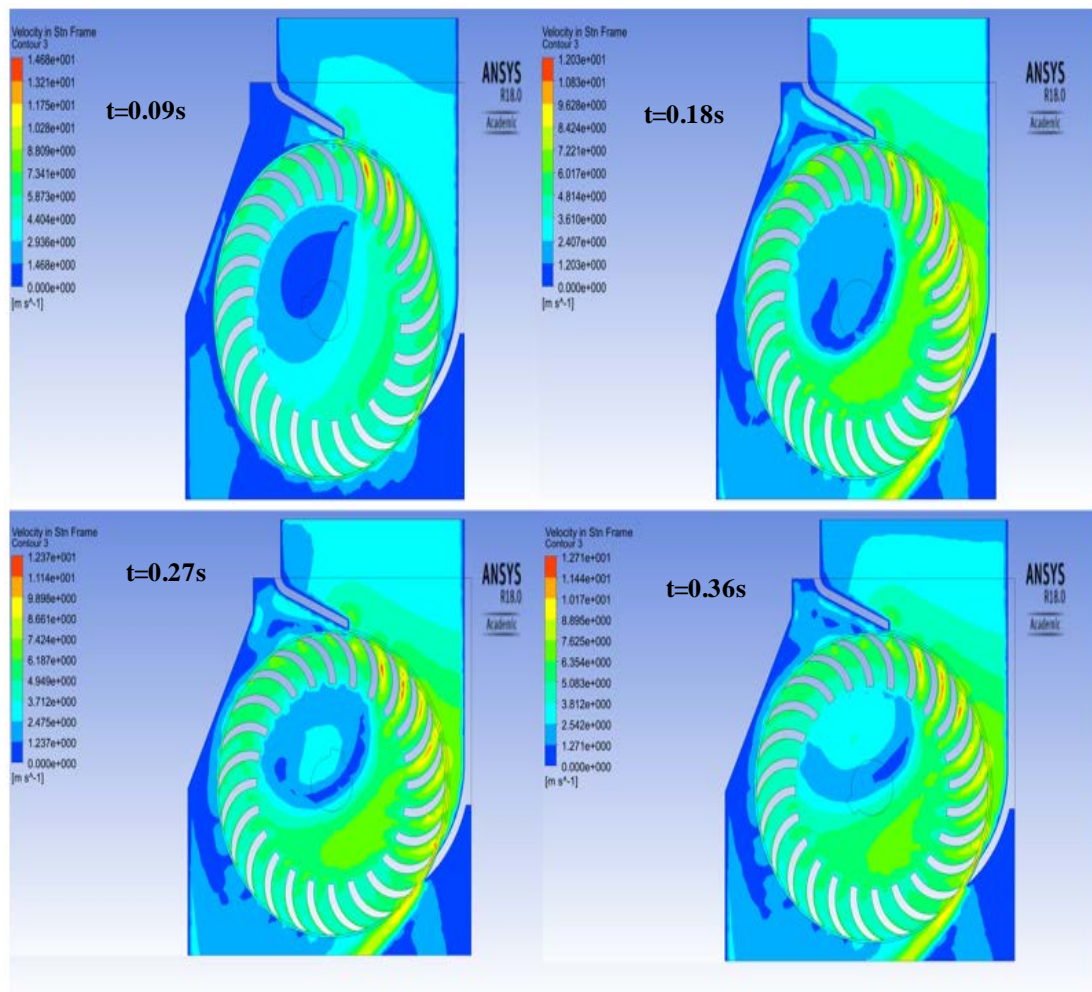 Velocity in Stn Frame
Contour 3
1.468e+001
1.321e+001
1.175e+001
1.028e+001
8.809e+000
7.341e+000
5.873e+000
4.404e+000
2.936e+000
1.468e+000
0.000e+000
[m s^-1]
t=0.09s
ANSYS
R18.0
Academic
Velocity in Stn Frame
Contour 3
1.203e+001
1.083e+001
9.628e+000
8.424e+000
7.221e+000
6.017e+000
4.814e+000
3.610e+000
2.407e+000
1.203e+000
0.000e+000
[m s^-1]
t=0.18s
ANSYS
R18.0
Academic
Velocity in Stn Frame
Contour 3
1.237e+001
1.114e+001
9.898e+000
8.661e+000
7.424e+000
6.187e+000
4.949e+000
3.712e+000
2.475e+000
1.237e+000
0.000e+000
[m s^-1]
t=0.27s
ANSYS
R18.0
Academic
Velocity in Stn Frame
Contour 3
1.271e+001
1.144e+001
1.017e+001
8.895e+000
7.625e+000
6.354e+000
5.083e+000
3.812e+000
2.542e+000
1.271e+000
0.000e+000
[m s^-1]
t=0.36s
ANSYS
R18.0
Academic